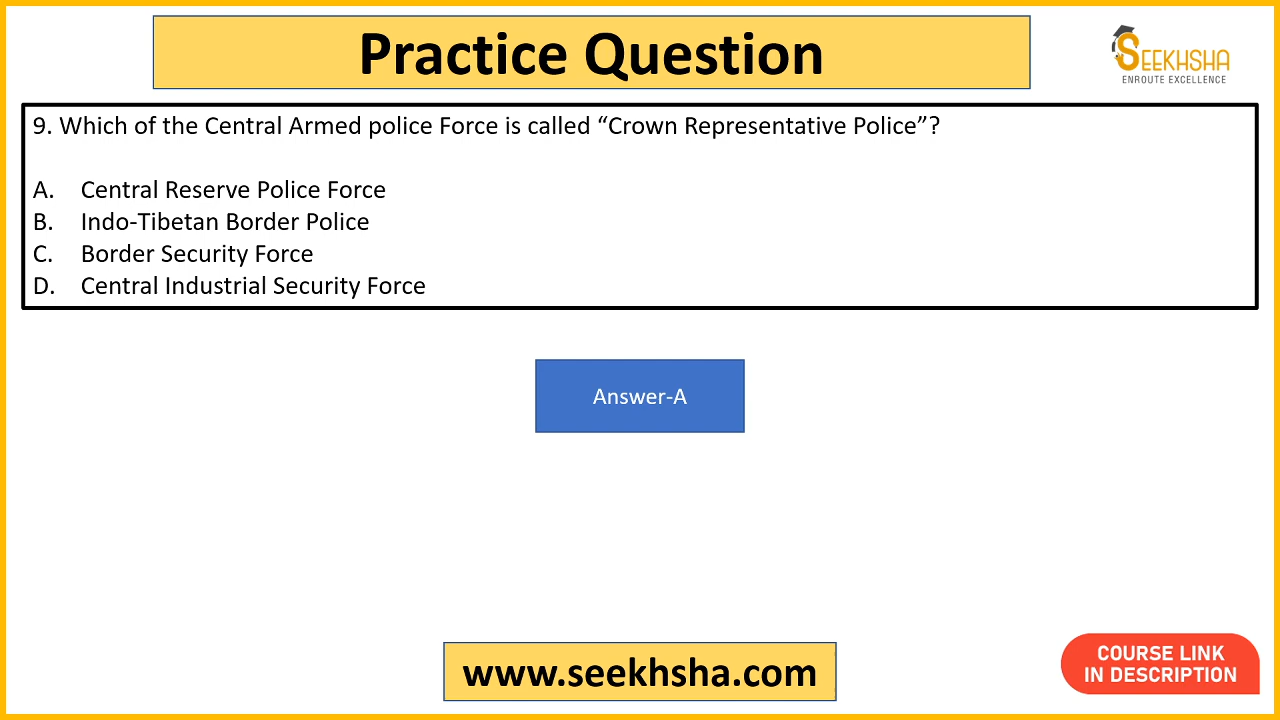 Practice Question
SEEKHSHA
ENROUTE EXCELLENCE
9. Which of the Central Armed police Force is called “Crown Representative Police”?
A. Central Reserve Police Force
B. Indo-Tibetan Border Police
C. Border Security Force
D. Central Industrial Security Force
Answer-A
www.seekhsha.com
COURSE LINK
IN DESCRIPTION